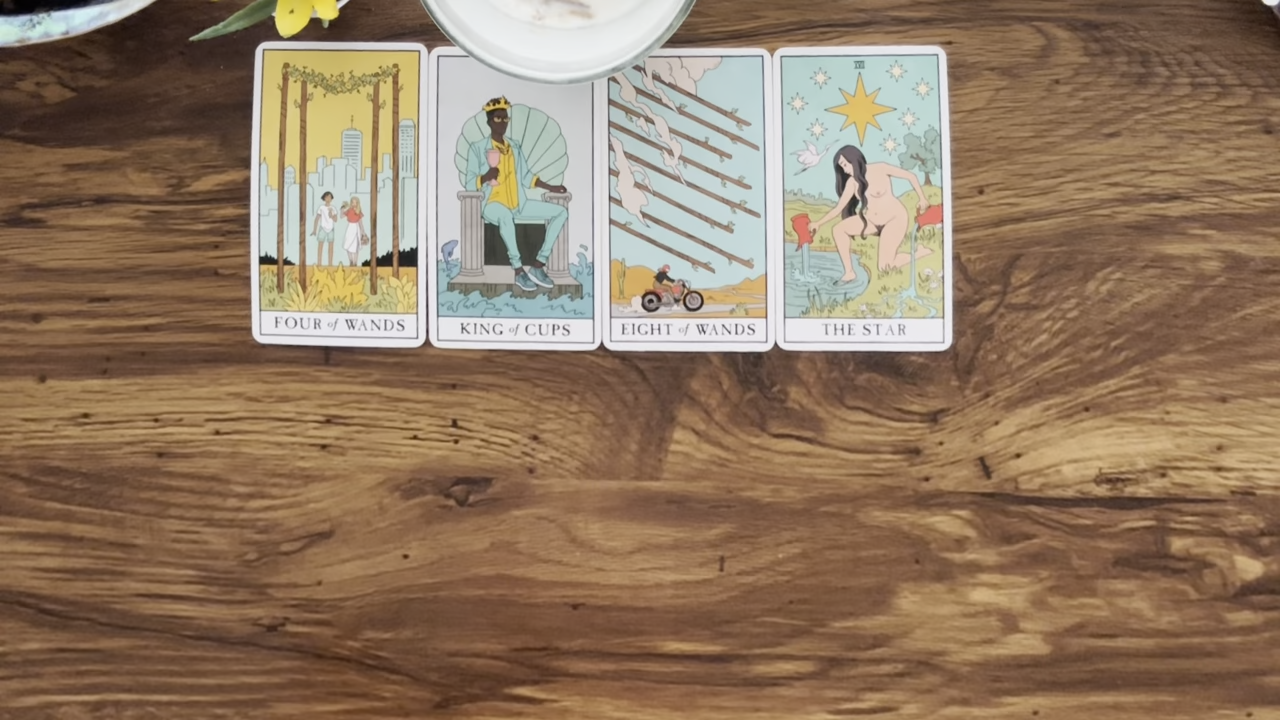 FOUR of WANDS
KING of CUPS
EIGHT of WANDS
THE STAR